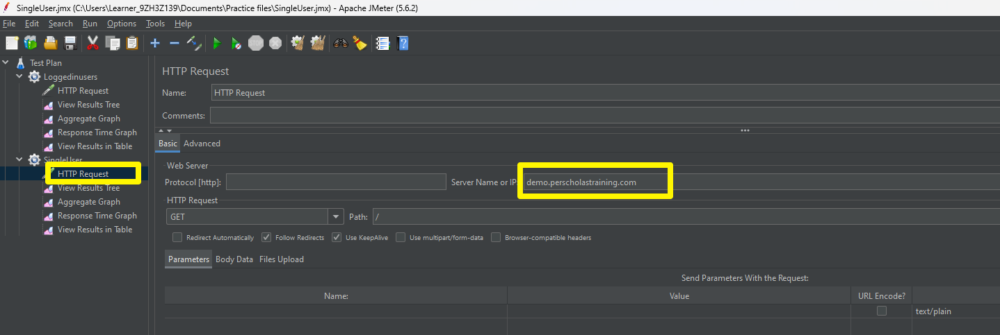 SingleUser.jmx (C:\Users\Learner_9ZH3Z139\Documents\Practice files\SingleUser.jmx) - Apache JMeter (5.6.2)
File Edit Search Run Options Tools Help
STOP
Test Plan
Loggedinusers
HTTP Request
View Results Tree
Aggregate Graph
Response Time Graph
View Results in Table
SingleUser
HTTP Request
View Results Tree
Aggregate Graph
Response Time Graph
View Results in Table
HTTP Request
Name: HTTP Request
Comments:
Basic Advanced
Web Server
Protocol [http]: Server Name or IP: demo.perscholastraining.com
HTTP Request
GET Path: /
Redirect Automatically Follow Redirects Use KeepAlive Use multipart/form-data Browser-compatible headers
Parameters Body Data Files Upload
Send Parameters With the Request:
Name: Value URL Encode?
text/plain